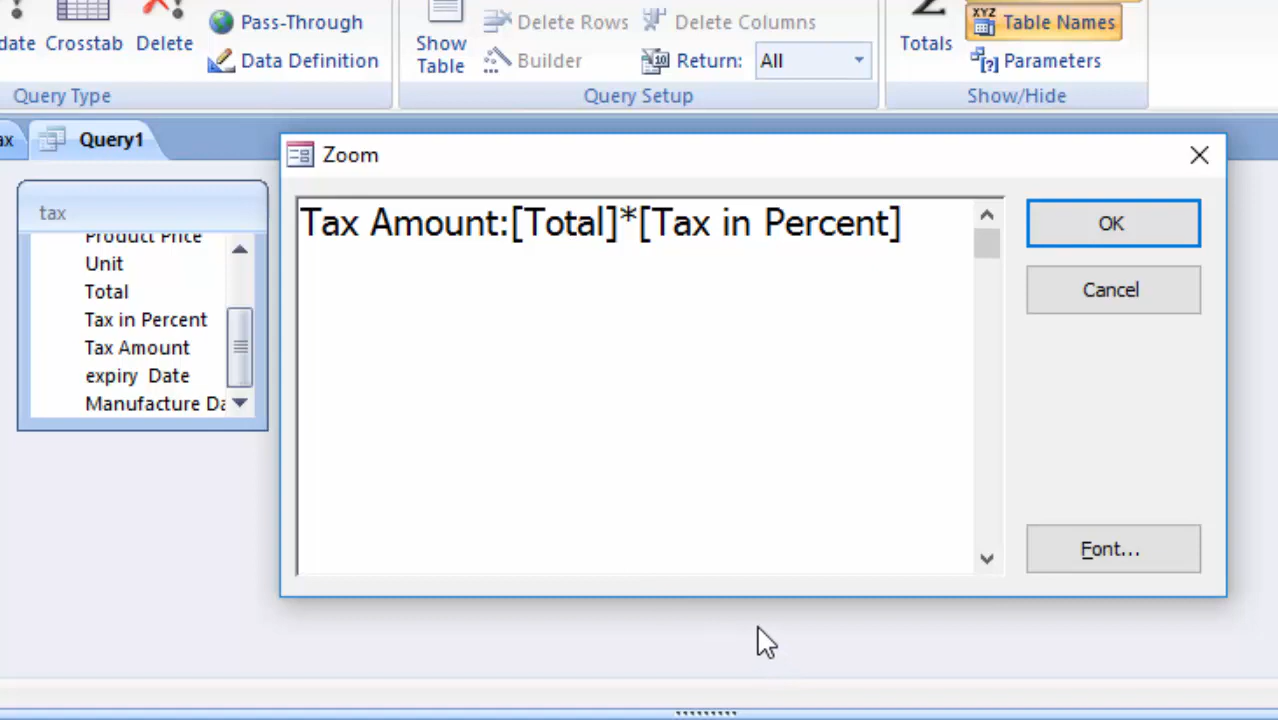 date Crosstab Delete
Pass-Through
Data Definition
Query Type
Show
Table
Delete Rows
Delete Columns
Builder
Return: All
Query Setup
Totals
Table Names
Parameters
Show/Hide
Query1
Zoom
tax
Product Price
Unit
Total
Tax in Percent
Tax Amount
expiry Date
Manufacture Da
Tax Amount:[Total]*[Tax in Percent]
OK
Cancel
Font...